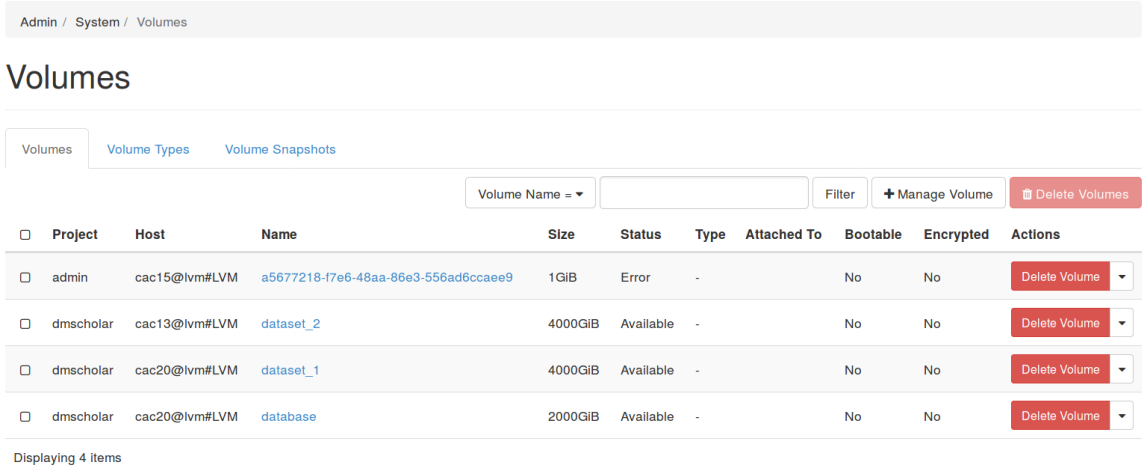 Admin / System / Volumes
Volumes
Volumes Volume Types Volume Snapshots
Volume Name = Filter Manage Volume Delete Volumes
Project Host Name Size Status Type Attached To Bootable Encrypted Actions
admin cac15@lvm#LVM a5677218-f7e6-48aa-86e3-556ad6ccaee9 1GiB Error - No No Delete Volume
dmscholar cac13@lvm#LVM dataset_2 4000GiB Available - No No Delete Volume
dmscholar cac20@lvm#LVM dataset_1 4000GiB Available - No No Delete Volume
dmscholar cac20@lvm#LVM database 2000GiB Available - No No Delete Volume
Displaying 4 items